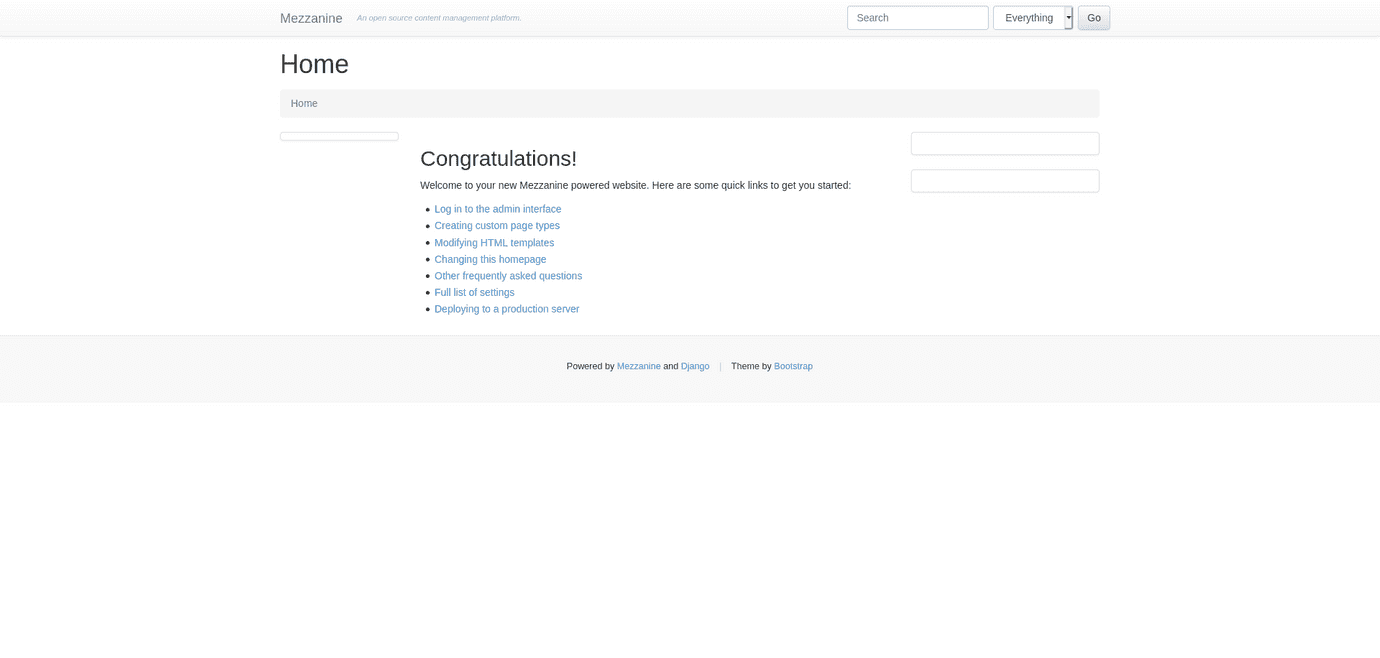 Mezzanine An open source content management platform. Search Everything Go
Home
Home
Congratulations!
Welcome to your new Mezzanine powered website. Here are some quick links to get you started:
Log in to the admin interface
Creating custom page types
Modifying HTML templates
Changing this homepage
Other frequently asked questions
Full list of settings
Deploying to a production server
Powered by Mezzanine and Django | Theme by Bootstrap